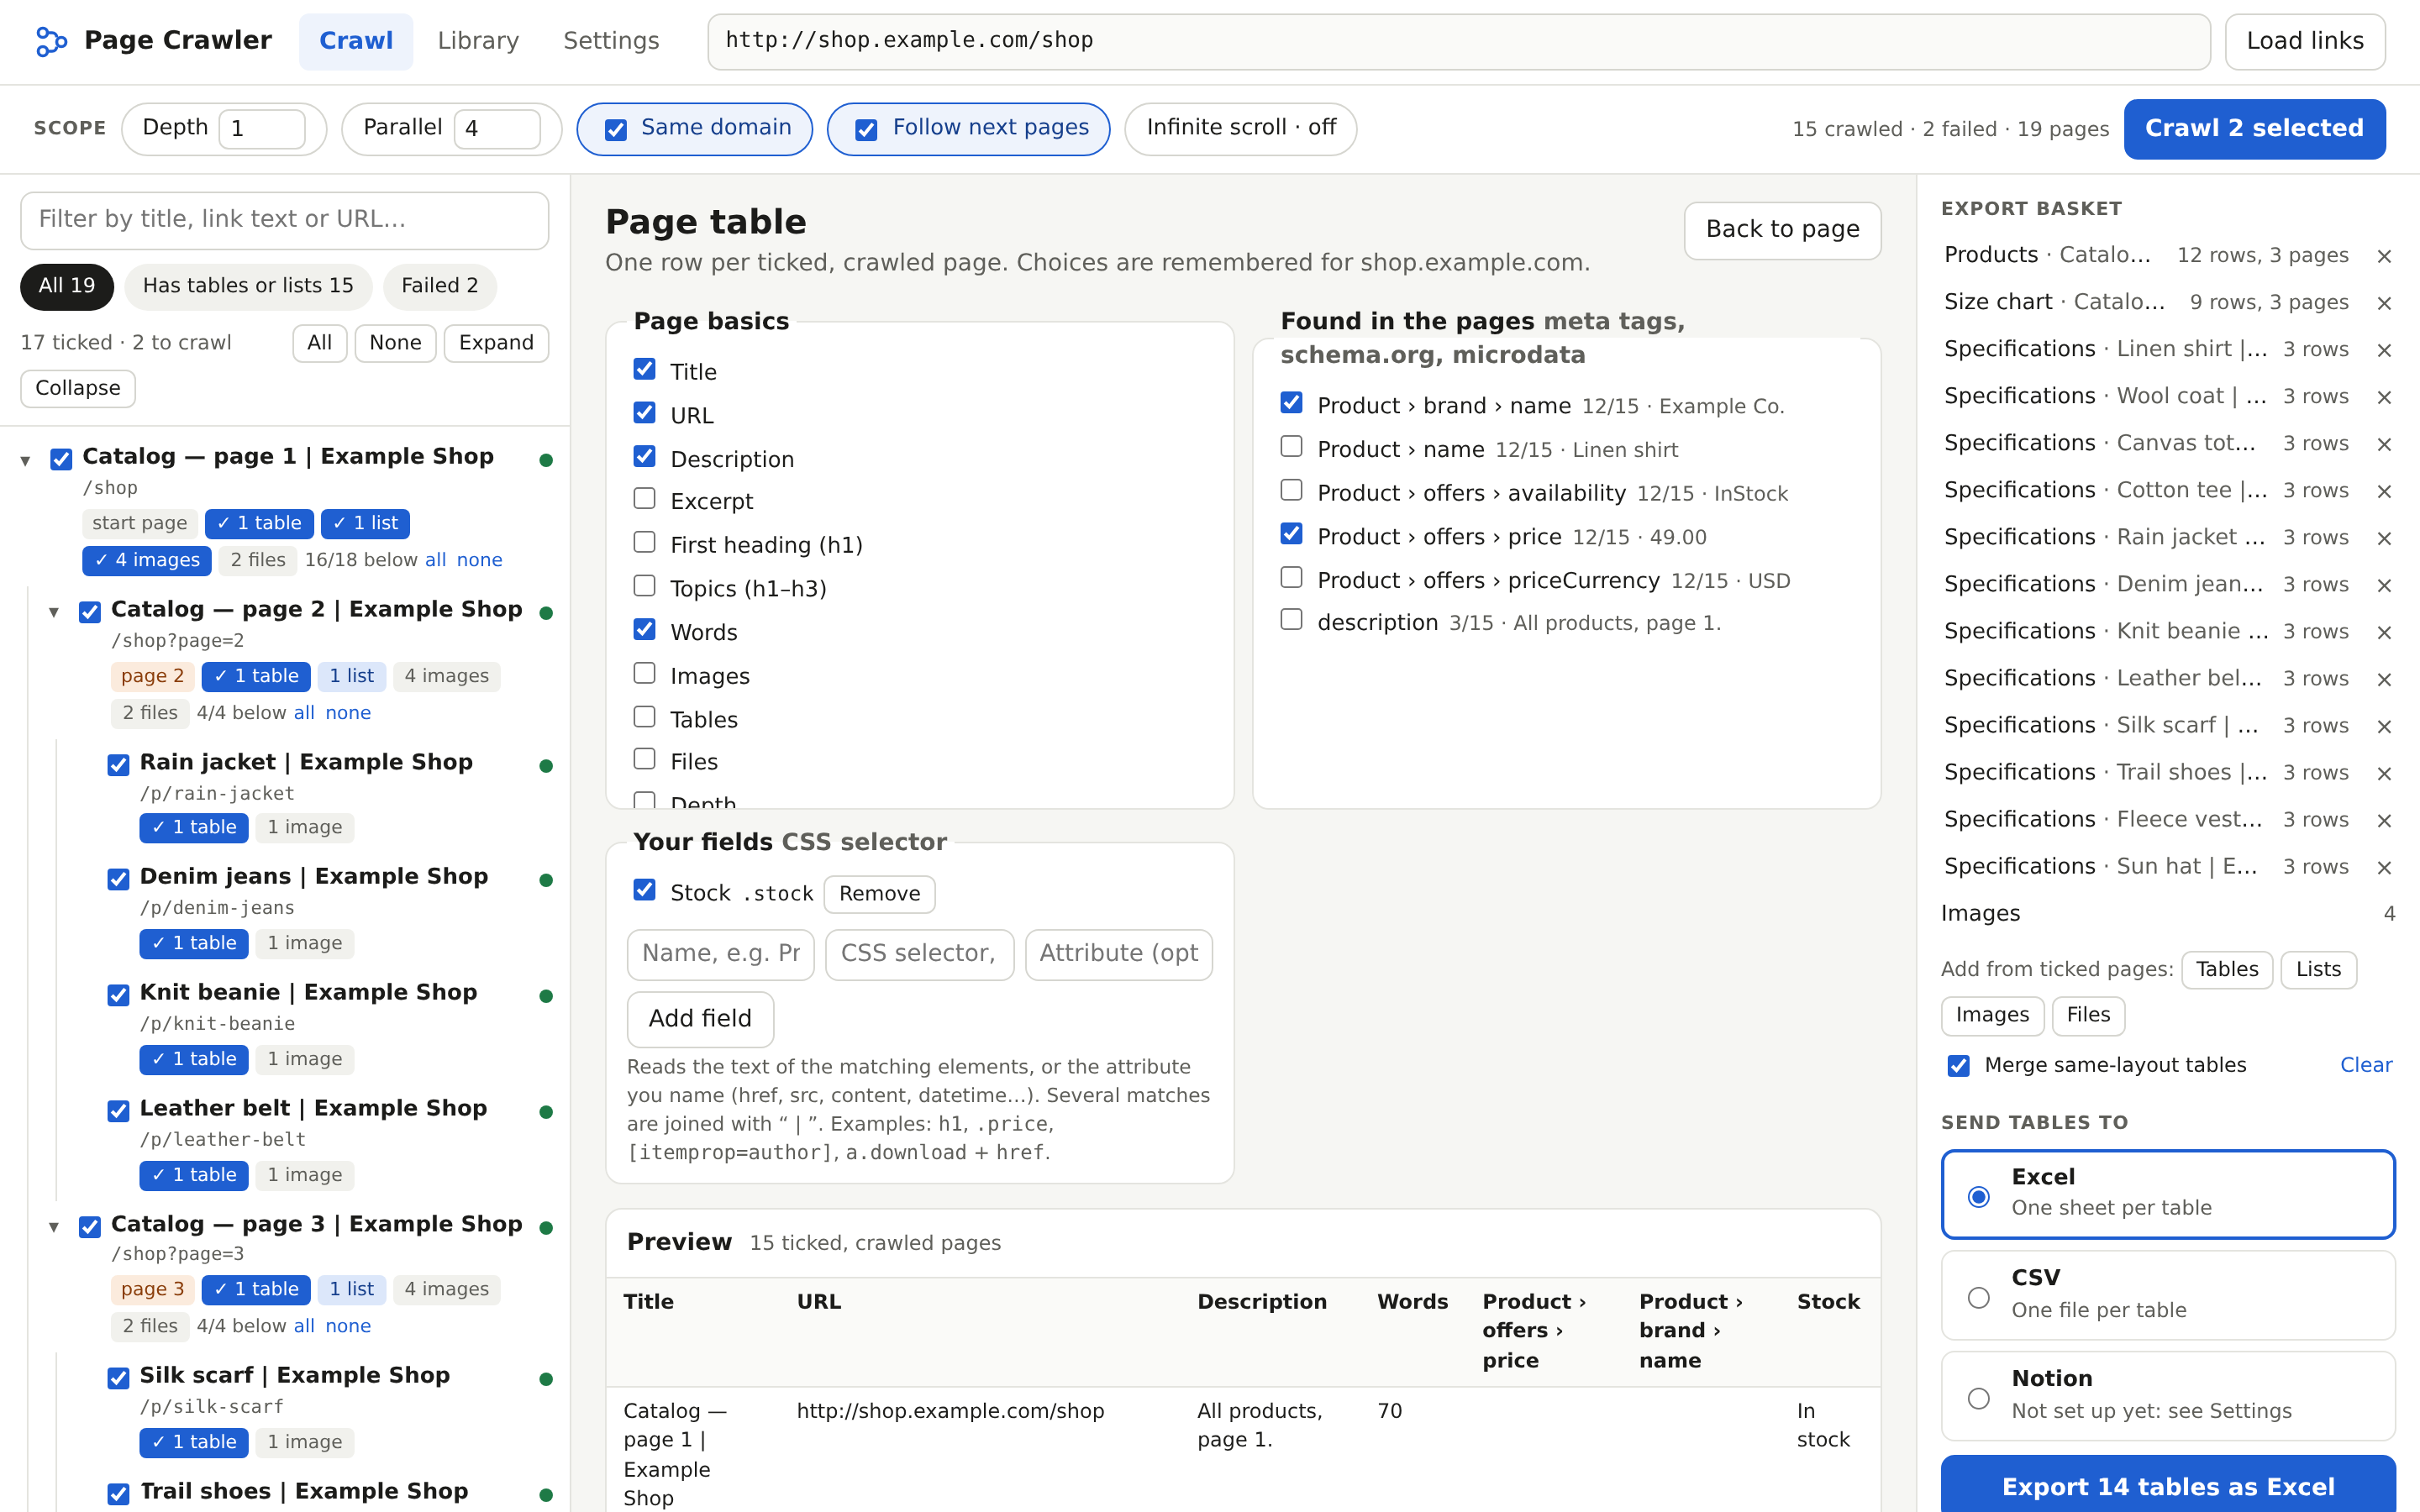 Page Crawler
Crawl
Library
Settings
http://shop.example.com/shop
Load links
SCOPE
Depth 1
Parallel 4
Same domain
Follow next pages
Infinite scroll · off
15 crawled · 2 failed · 19 pages
Crawl 2 selected
Filter by title, link text or URL…
All 19
Has tables or lists 15
Failed 2
17 ticked · 2 to crawl
All
None
Expand
Collapse
Catalog — page 1 | Example Shop
/shop
start page
✓ 1 table
✓ 1 list
✓ 4 images
2 files
16/18 below all none
Catalog — page 2 | Example Shop
/shop?page=2
page 2
✓ 1 table
1 list
4 images
2 files
4/4 below all none
Rain jacket | Example Shop
/p/rain-jacket
✓ 1 table
1 image
Denim jeans | Example Shop
/p/denim-jeans
✓ 1 table
1 image
Knit beanie | Example Shop
/p/knit-beanie
✓ 1 table
1 image
Leather belt | Example Shop
/p/leather-belt
✓ 1 table
1 image
Catalog — page 3 | Example Shop
/shop?page=3
page 3
✓ 1 table
1 list
4 images
2 files
4/4 below all none
Silk scarf | Example Shop
/p/silk-scarf
✓ 1 table
1 image
Trail shoes | Example Shop
Page table
One row per ticked, crawled page. Choices are remembered for shop.example.com.
Back to page
Page basics
Title
URL
Description
Excerpt
First heading (h1)
Topics (h1–h3)
Words
Images
Tables
Files
Depth
Found in the pages meta tags,
schema.org, microdata
Product › brand › name 12/15 · Example Co.
Product › name 12/15 · Linen shirt
Product › offers › availability 12/15 · InStock
Product › offers › price 12/15 · 49.00
Product › offers › priceCurrency 12/15 · USD
description 3/15 · All products, page 1.
Your fields CSS selector
Stock .stock Remove
Name, e.g. Pr
CSS selector,
Attribute (opt
Add field
Reads the text of the matching elements, or the attribute
you name (href, src, content, datetime…). Several matches
are joined with “ | ”. Examples: h1, .price,
[itemprop=author], a.download + href.
Preview 15 ticked, crawled pages
Title
URL
Description
Words
Product ›
offers ›
price
Product ›
brand ›
name
Stock
Catalog —
page 1 |
Example
Shop
http://shop.example.com/shop
All products,
page 1.
70
In
stock
EXPORT BASKET
Products · Catalo… 12 rows, 3 pages ×
Size chart · Catalo… 9 rows, 3 pages ×
Specifications · Linen shirt |… 3 rows ×
Specifications · Wool coat | … 3 rows ×
Specifications · Canvas tot… 3 rows ×
Specifications · Cotton tee |… 3 rows ×
Specifications · Rain jacket … 3 rows ×
Specifications · Denim jean… 3 rows ×
Specifications · Knit beanie … 3 rows ×
Specifications · Leather bel… 3 rows ×
Specifications · Silk scarf | … 3 rows ×
Specifications · Trail shoes |… 3 rows ×
Specifications · Fleece vest… 3 rows ×
Specifications · Sun hat | E… 3 rows ×
Images 4
Add from ticked pages: Tables Lists
Images Files
Merge same-layout tables
Clear
SEND TABLES TO
Excel
One sheet per table
CSV
One file per table
Notion
Not set up yet: see Settings
Export 14 tables as Excel